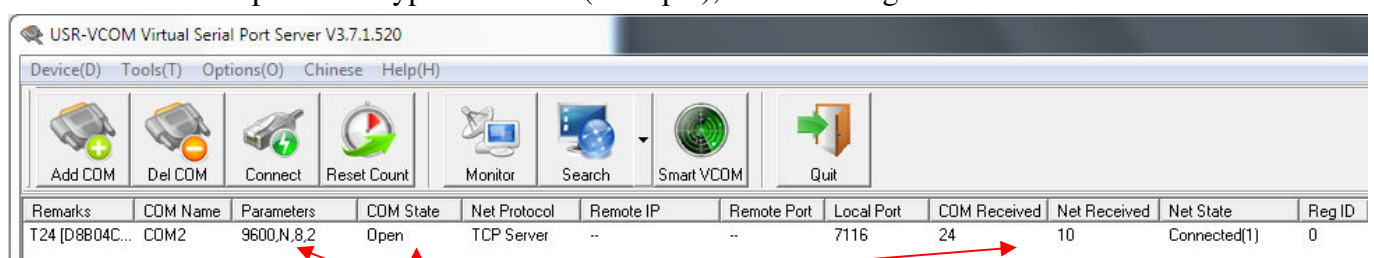 USR-VCOM Virtual Serial Port Server V3.7.1.520
Device(D) Tools(T) Options(O) Chinese Help(H)
Add COM Del COM Connect Reset Count Monitor Search Smart VCOM Quit
Remarks COM Name Parameters COM State Net Protocol Remote IP Remote Port Local Port COM Received Net Received Net State Reg ID
T24 [D8B04C... COM2 9600,N,8,2 Open TCP Server -- -- 7116 24 10 Connected(1) 0